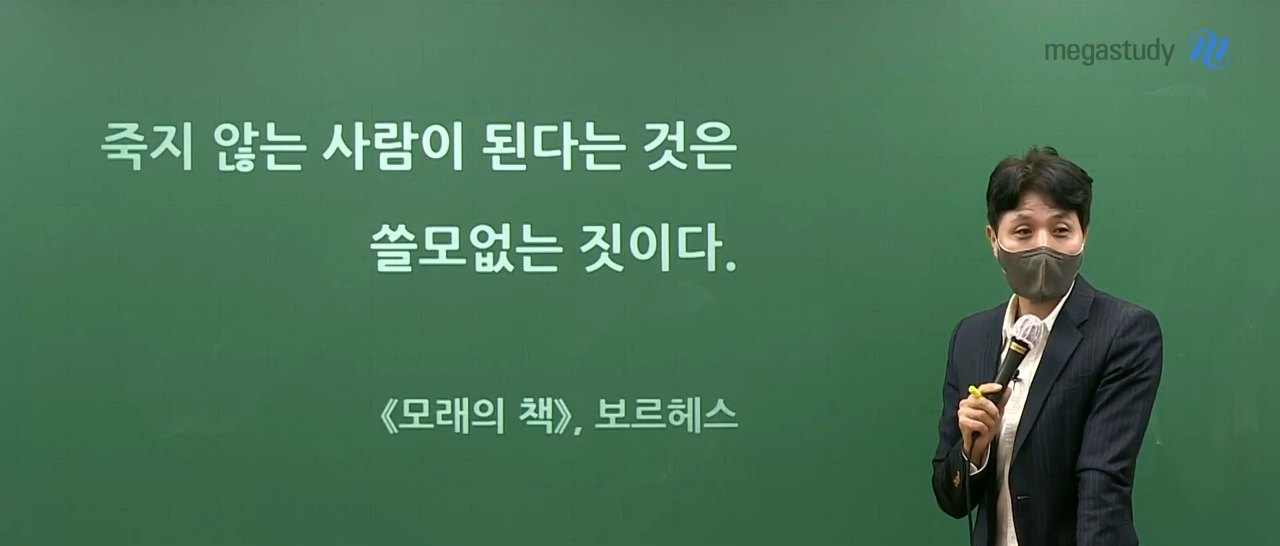 megastudy
죽지 않는 사람이 된다는 것은
쓸모없는 짓이다.
《모래의 책》, 보르헤스